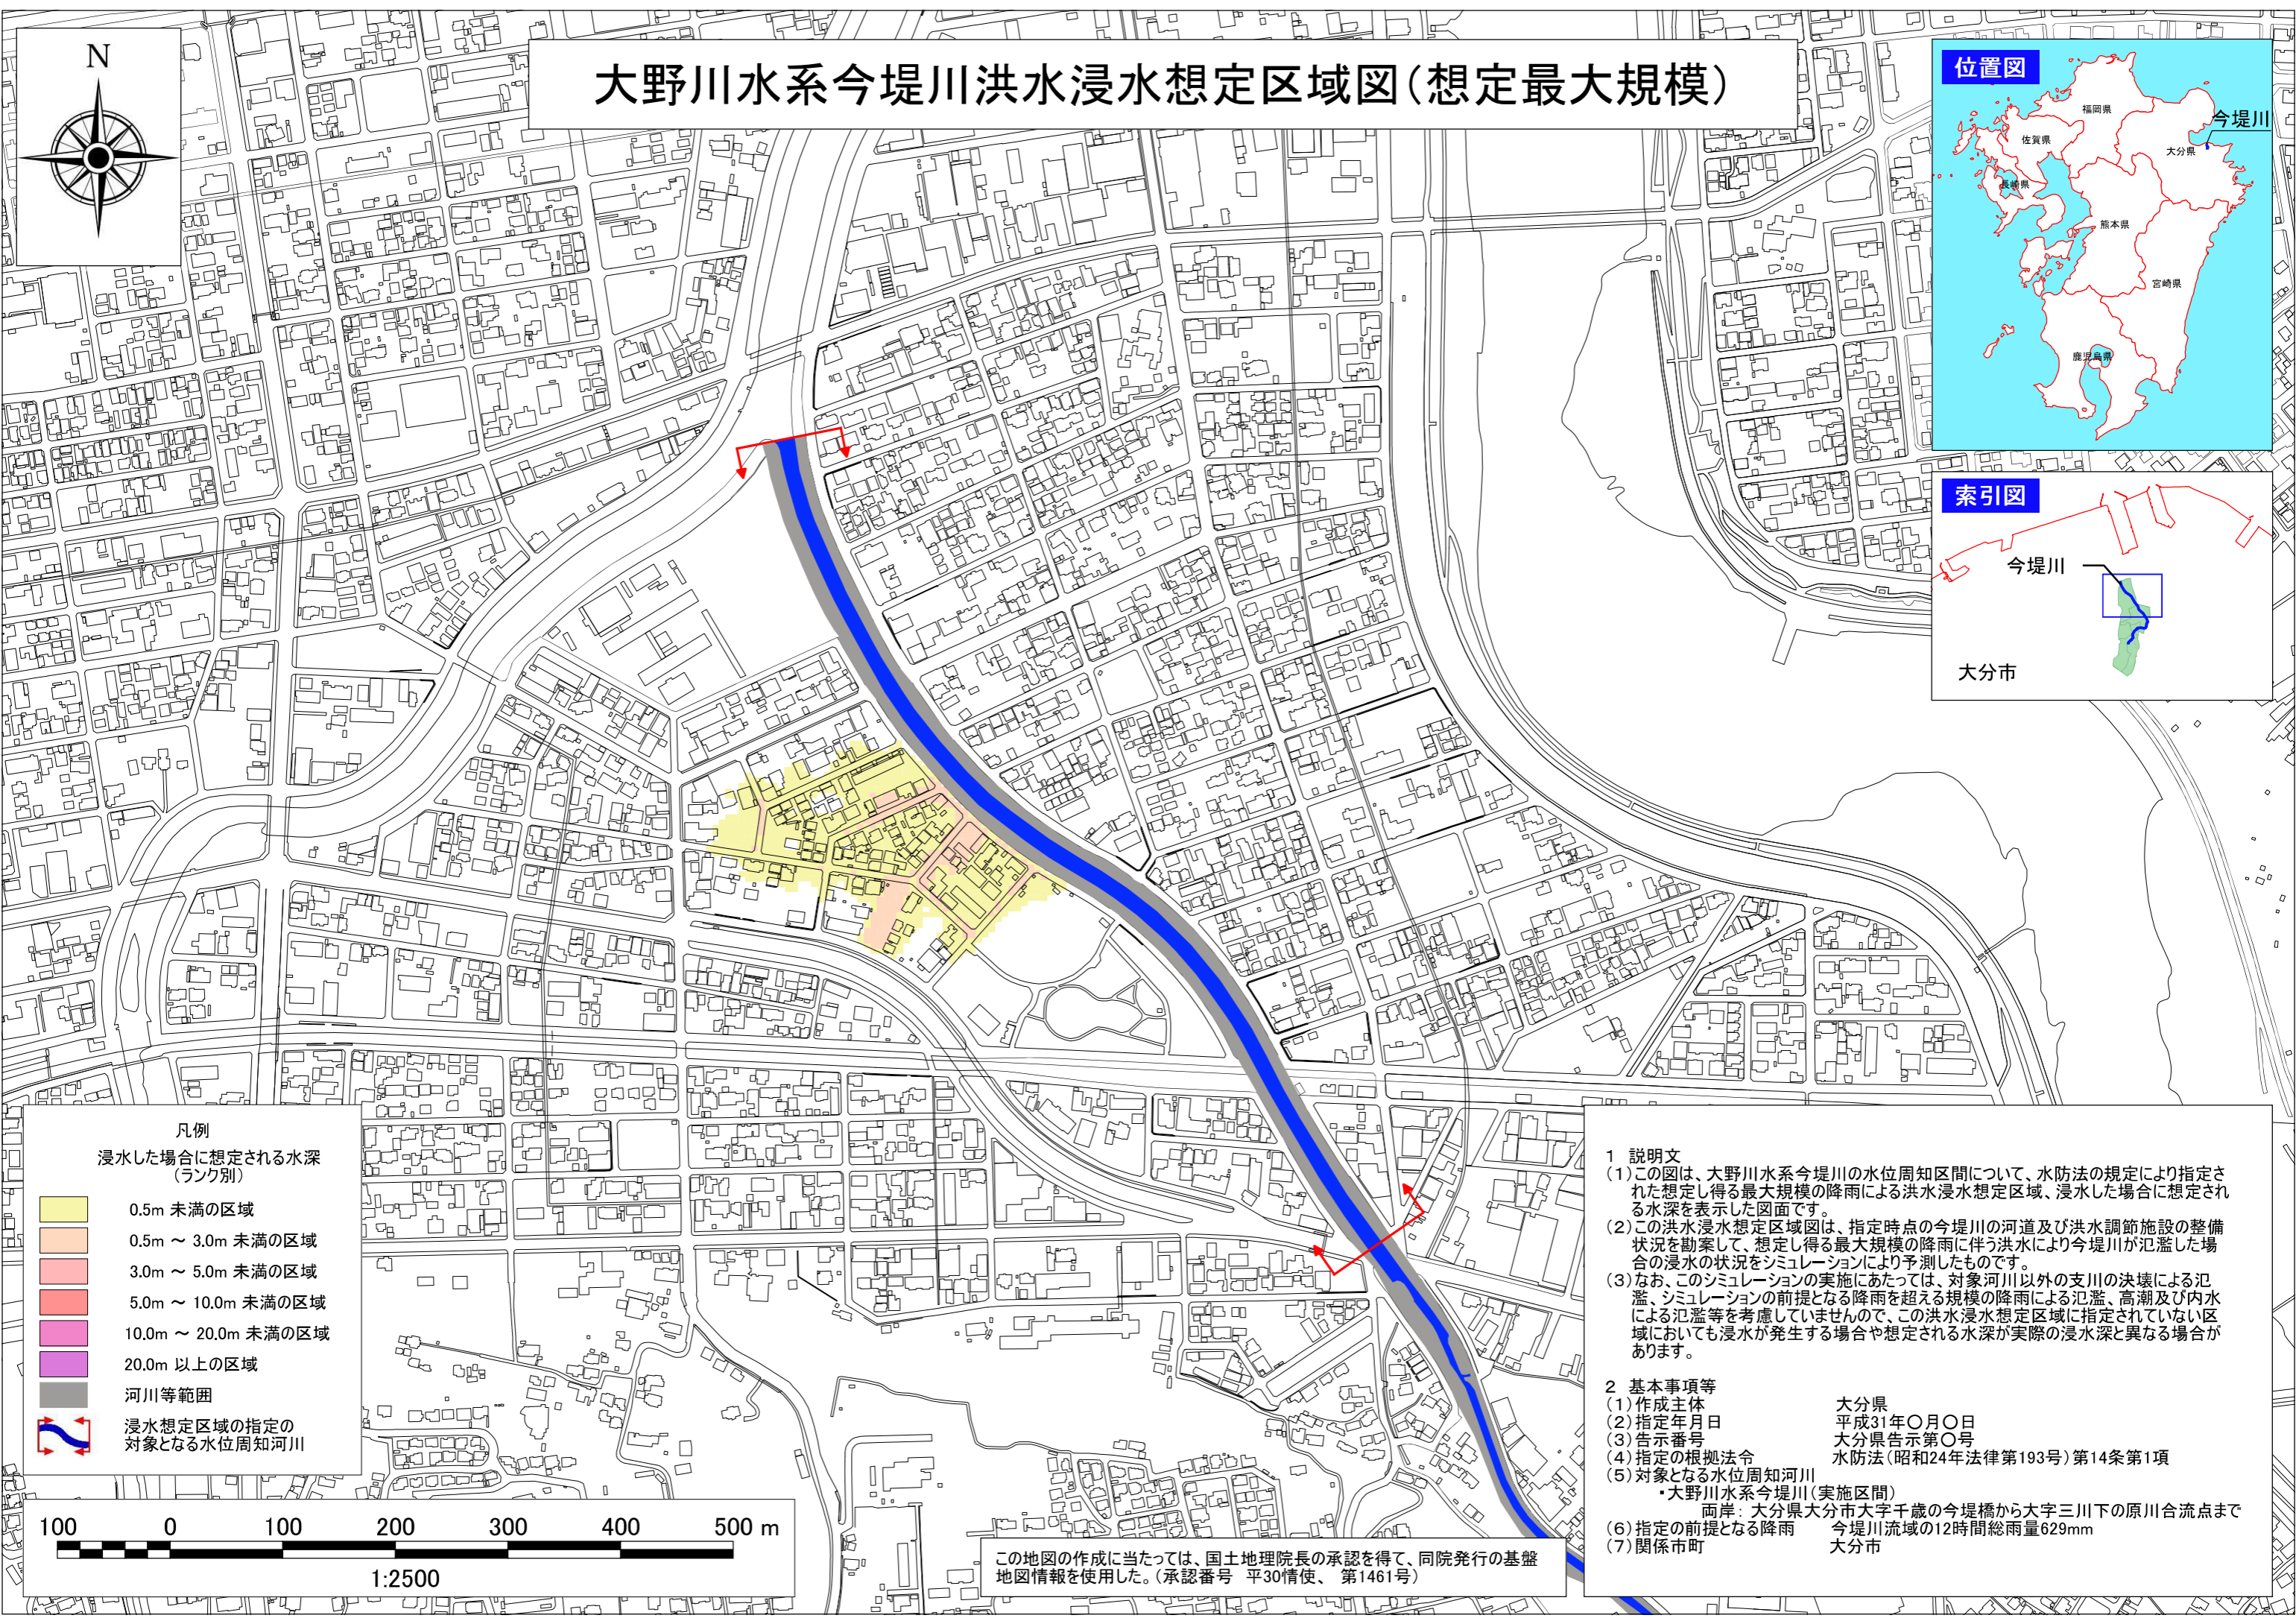 N
大野川水系今堤川洪水浸水想定区域図（想定最大規模）
位置図
福岡県
今堤川
佐賀県
大分県
長崎県
熊本県
宮崎県
鹿児島県
索引図
今堤川
大分市
凡例
浸水した場合に想定される水深
（ランク別）
0.5m 未満の区域
0.5m ～ 3.0m 未満の区域
3.0m ～ 5.0m 未満の区域
5.0m ～ 10.0m 未満の区域
10.0m ～ 20.0m 未満の区域
20.0m 以上の区域
河川等範囲
浸水想定区域の指定の
対象となる水位周知河川
100 0 100 200 300 400 500 m
1:2500
この地図の作成に当たっては、国土地理院長の承認を得て、同院発行の基盤
地図情報を使用した。（承認番号 平30情使、 第1461号）
1 説明文
（1）この図は、大野川水系今堤川の水位周知区間について、水防法の規定により指定さ
れた想定し得る最大規模の降雨による洪水浸水想定区域、浸水した場合に想定され
る水深を表示した図面です。
（2）この洪水浸水想定区域図は、指定時点の今堤川の河道及び洪水調節施設の整備
状況を勘案して、想定し得る最大規模の降雨に伴う洪水により今堤川が氾濫した場
合の浸水の状況をシミュレーションにより予測したものです。
（3）なお、このシミュレーションの実施にあたっては、対象河川以外の支川の決壊による氾
濫、シミュレーションの前提となる降雨を超える規模の降雨による氾濫、高潮及び内水
による氾濫等を考慮していませんので、この洪水浸水想定区域に指定されていない区
域においても浸水が発生する場合や想定される水深が実際の浸水深と異なる場合が
あります。
2 基本事項等
（1）作成主体 大分県
（2）指定年月日 平成31年〇月〇日
（3）告示番号 大分県告示第〇号
（4）指定の根拠法令 水防法（昭和24年法律第193号）第14条第1項
（5）対象となる水位周知河川
・大野川水系今堤川（実施区間）
両岸： 大分県大分市大字千歳の今堤橋から大字三川下の原川合流点まで
（6）指定の前提となる降雨 今堤川流域の12時間総雨量629mm
（7）関係市町 大分市